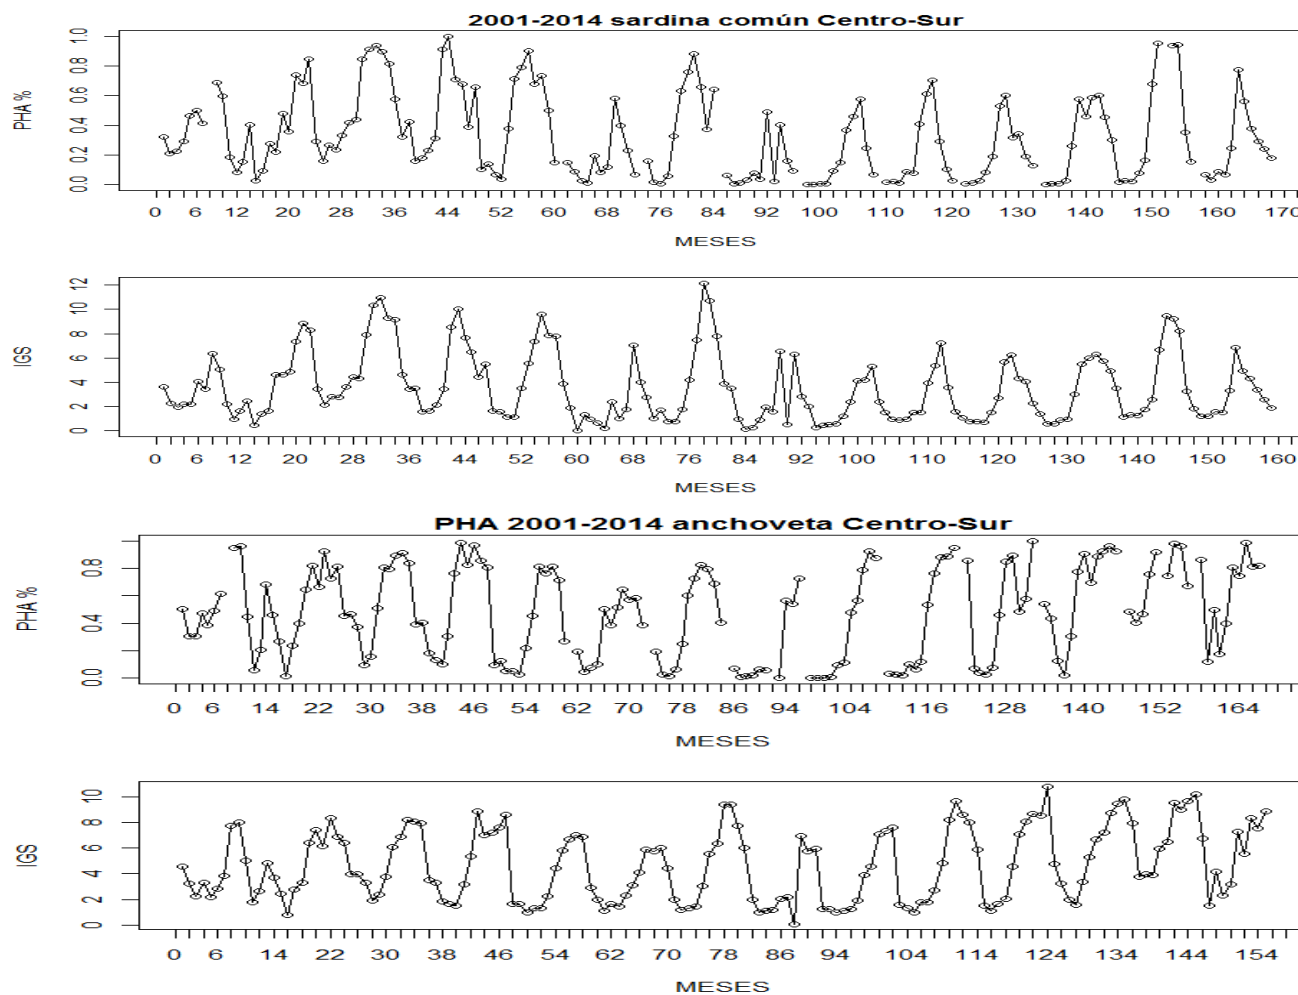 2001-2014 sardina común Centro-Sur
PHA %
0.0 0.2 0.4 0.6 0.8 1.0
0 6 12 20 28 36 44 52 60 68 76 84 92 100 110 120 130 140 150 160 170
MESES
IGS
0 2 4 6 8 10 12
0 6 12 20 28 36 44 52 60 68 76 84 92 100 110 120 130 140 150 160
MESES
PHA 2001-2014 anchoveta Centro-Sur
PHA %
0.0 0.4 0.8
0 6 14 22 30 38 46 54 62 70 78 86 94 104 116 128 140 152 164
MESES
IGS
0 2 4 6 8 10
0 6 14 22 30 38 46 54 62 70 78 86 94 104 114 124 134 144 154
MESES